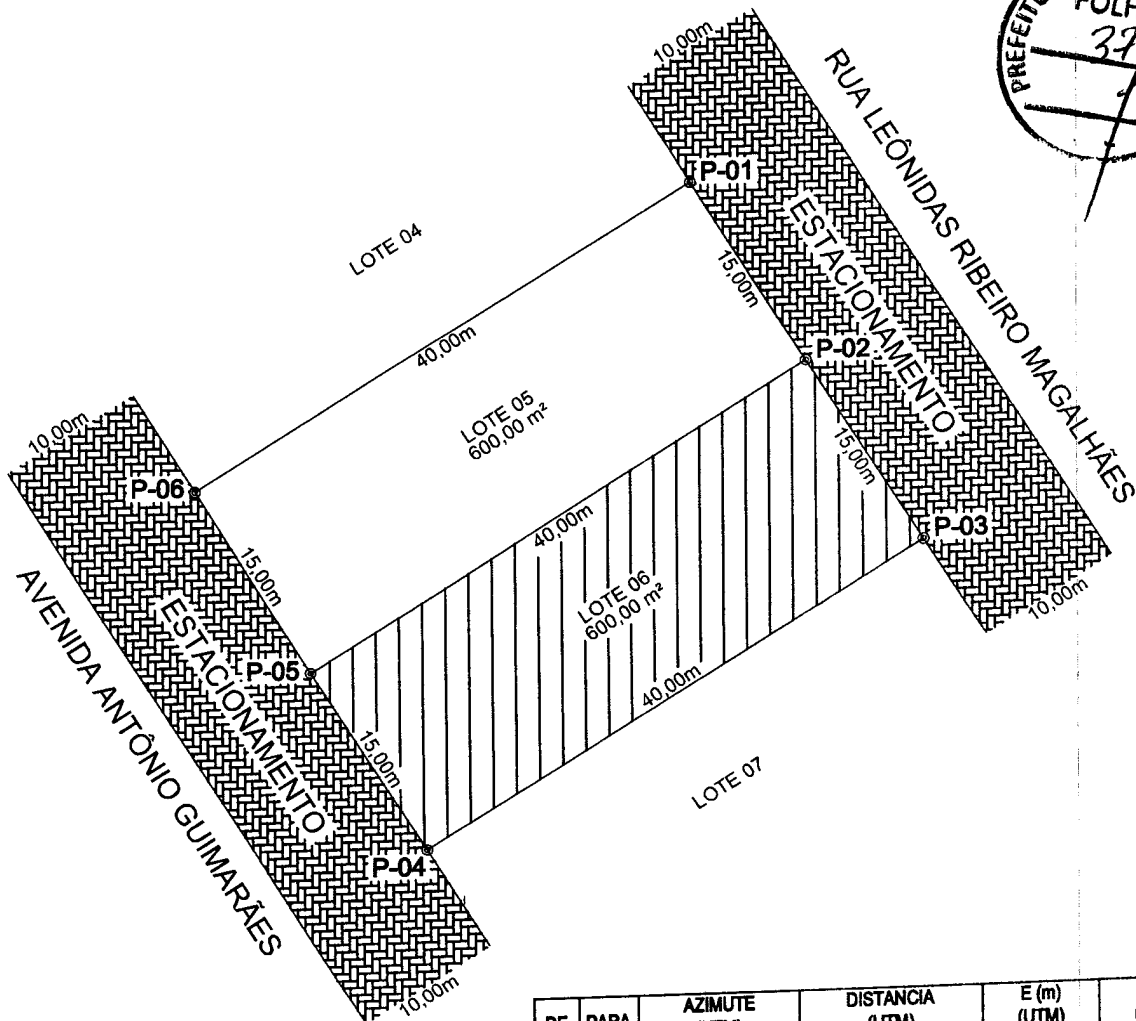 PREFEITU
FOLH
37
10,00m
RUA LEÔNIDAS RIBEIRO MAGALHÃES
P-01
ESTACIONAMENTO
LOTE 04
15,00m
40,00m
P-02
LOTE 05
600,00 m²
15,00m
10,00m
P-06
40,00m
P-03
15,00m
10,00m
AVENIDA ANTÔNIO GUIMARÃES
ESTACIONAMENTO
LOTE 06
600,00 m²
P-05
40,00m
15,00m
LOTE 07
P-04
10,00m
DE PARA AZIMUTE DISTANCIA (UTM) E (m) (UTM)